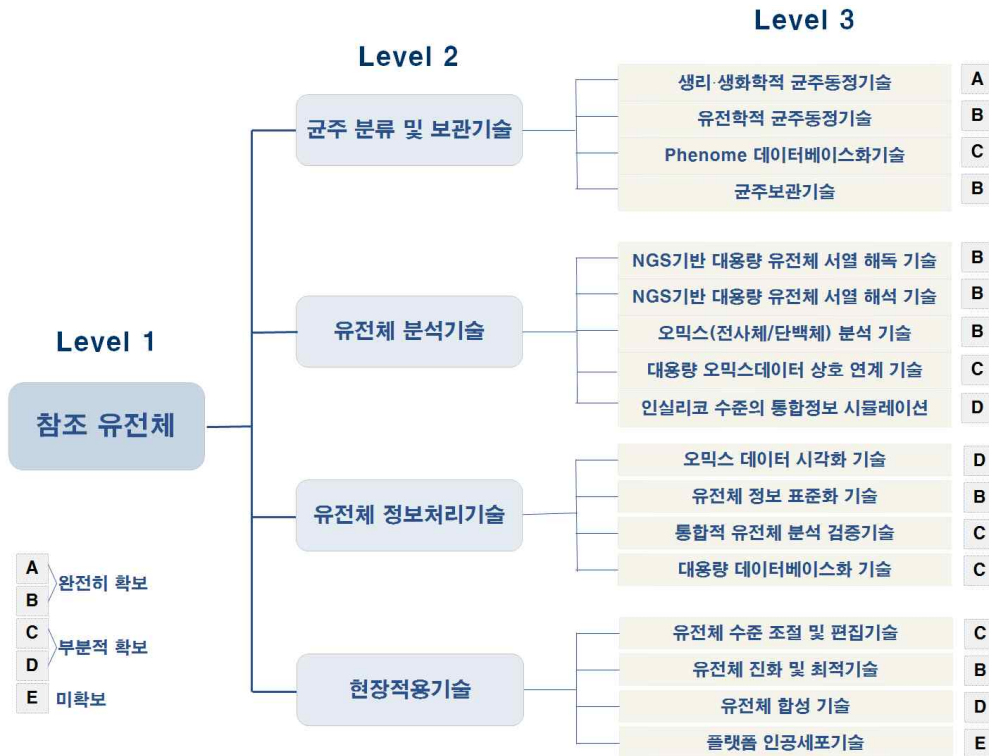 Level 1
참조 유전체
Level 2
균주 분류 및 보관기술
유전체 분석기술
유전체 정보처리기술
현장적용기술
Level 3
생리·생화학적 균주동정기술 A
유전학적 균주동정기술 B
Phenome 데이터베이스화기술 C
균주보관기술 B
NGS기반 대용량 유전체 서열 해독 기술 B
NGS기반 대용량 유전체 서열 해석 기술 B
오믹스(전사체/단백체) 분석 기술 B
대용량 오믹스데이터 상호 연계 기술 C
인실리코 수준의 통합정보 시뮬레이션 D
오믹스 데이터 시각화 기술 D
유전체 정보 표준화 기술 B
통합적 유전체 분석 검증기술 C
대용량 데이터베이스화 기술 C
유전체 수준 조절 및 편집기술 C
유전체 진화 및 최적기술 B
유전체 합성 기술 D
플랫폼 인공세포기술 E
A
B
완전히 확보
C
D
부분적 확보
E 미확보